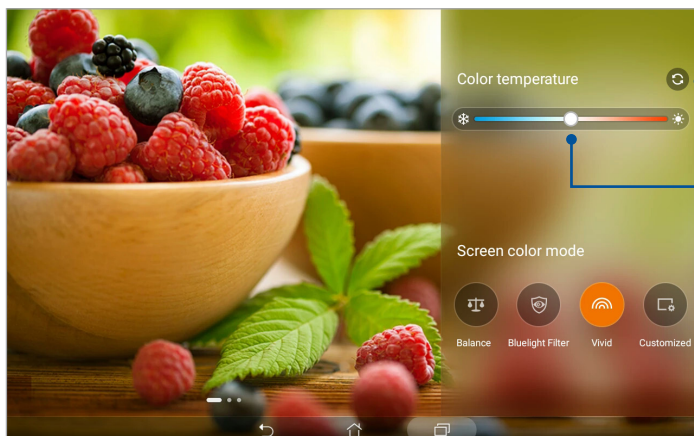 Color temperature
Screen color mode
Balance
Bluelight Filter
Vivid
Customized